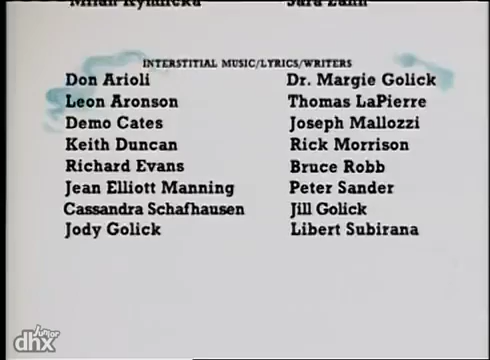 INTERSTITIAL MUSIC/LYRICS/WRITERS
Don Arioli Dr. Margie Golick
Leon Aronson Thomas LaPierre
Demo Cates Joseph Mallozzi
Keith Duncan Rick Morrison
Richard Evans Bruce Robb
Jean Elliott Manning Peter Sander
Cassandra Schafhausen Jill Golick
Jody Golick Libert Subirana
dhx junior